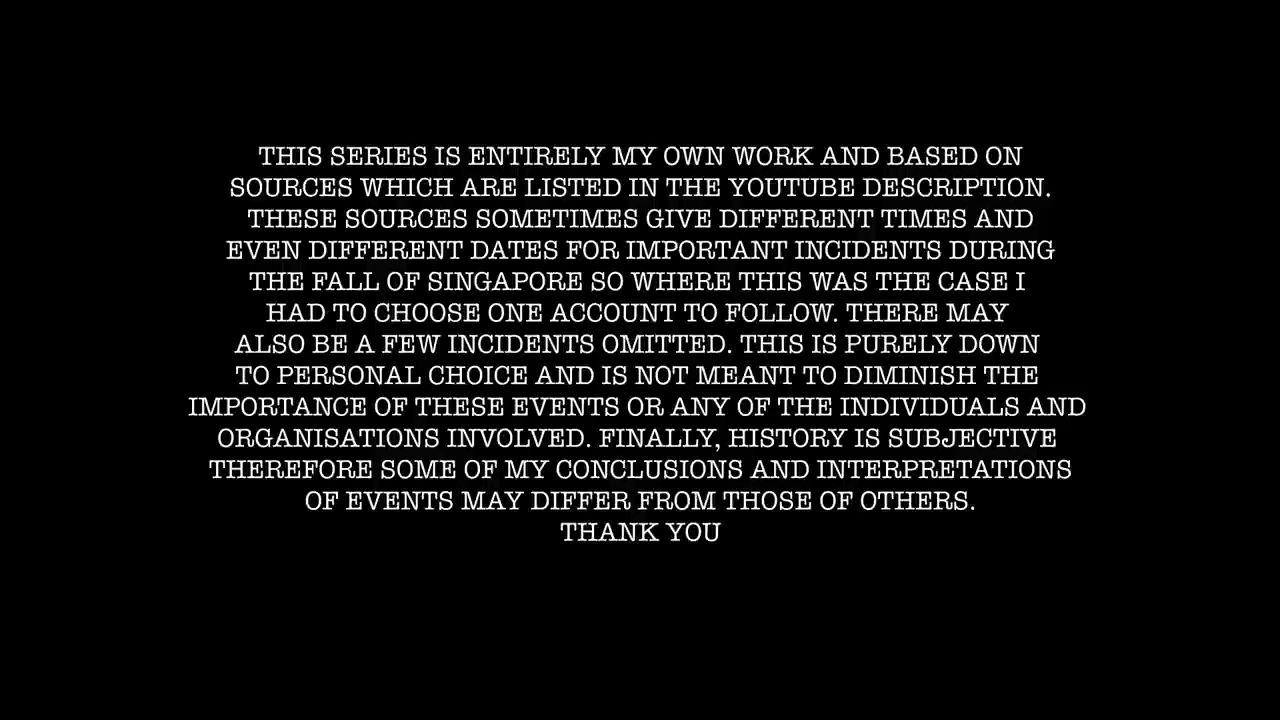 THIS SERIES IS ENTIRELY MY OWN WORK AND BASED ON
SOURCES WHICH ARE LISTED IN THE YOUTUBE DESCRIPTION.
THESE SOURCES SOMETIMES GIVE DIFFERENT TIMES AND
EVEN DIFFERENT DATES FOR IMPORTANT INCIDENTS DURING
THE FALL OF SINGAPORE SO WHERE THIS WAS THE CASE I
HAD TO CHOOSE ONE ACCOUNT TO FOLLOW. THERE MAY
ALSO BE A FEW INCIDENTS OMITTED. THIS IS PURELY DOWN
TO PERSONAL CHOICE AND IS NOT MEANT TO DIMINISH THE
IMPORTANCE OF THESE EVENTS OR ANY OF THE INDIVIDUALS AND
ORGANISATIONS INVOLVED. FINALLY, HISTORY IS SUBJECTIVE
THEREFORE SOME OF MY CONCLUSIONS AND INTERPRETATIONS
OF EVENTS MAY DIFFER FROM THOSE OF OTHERS.
THANK YOU